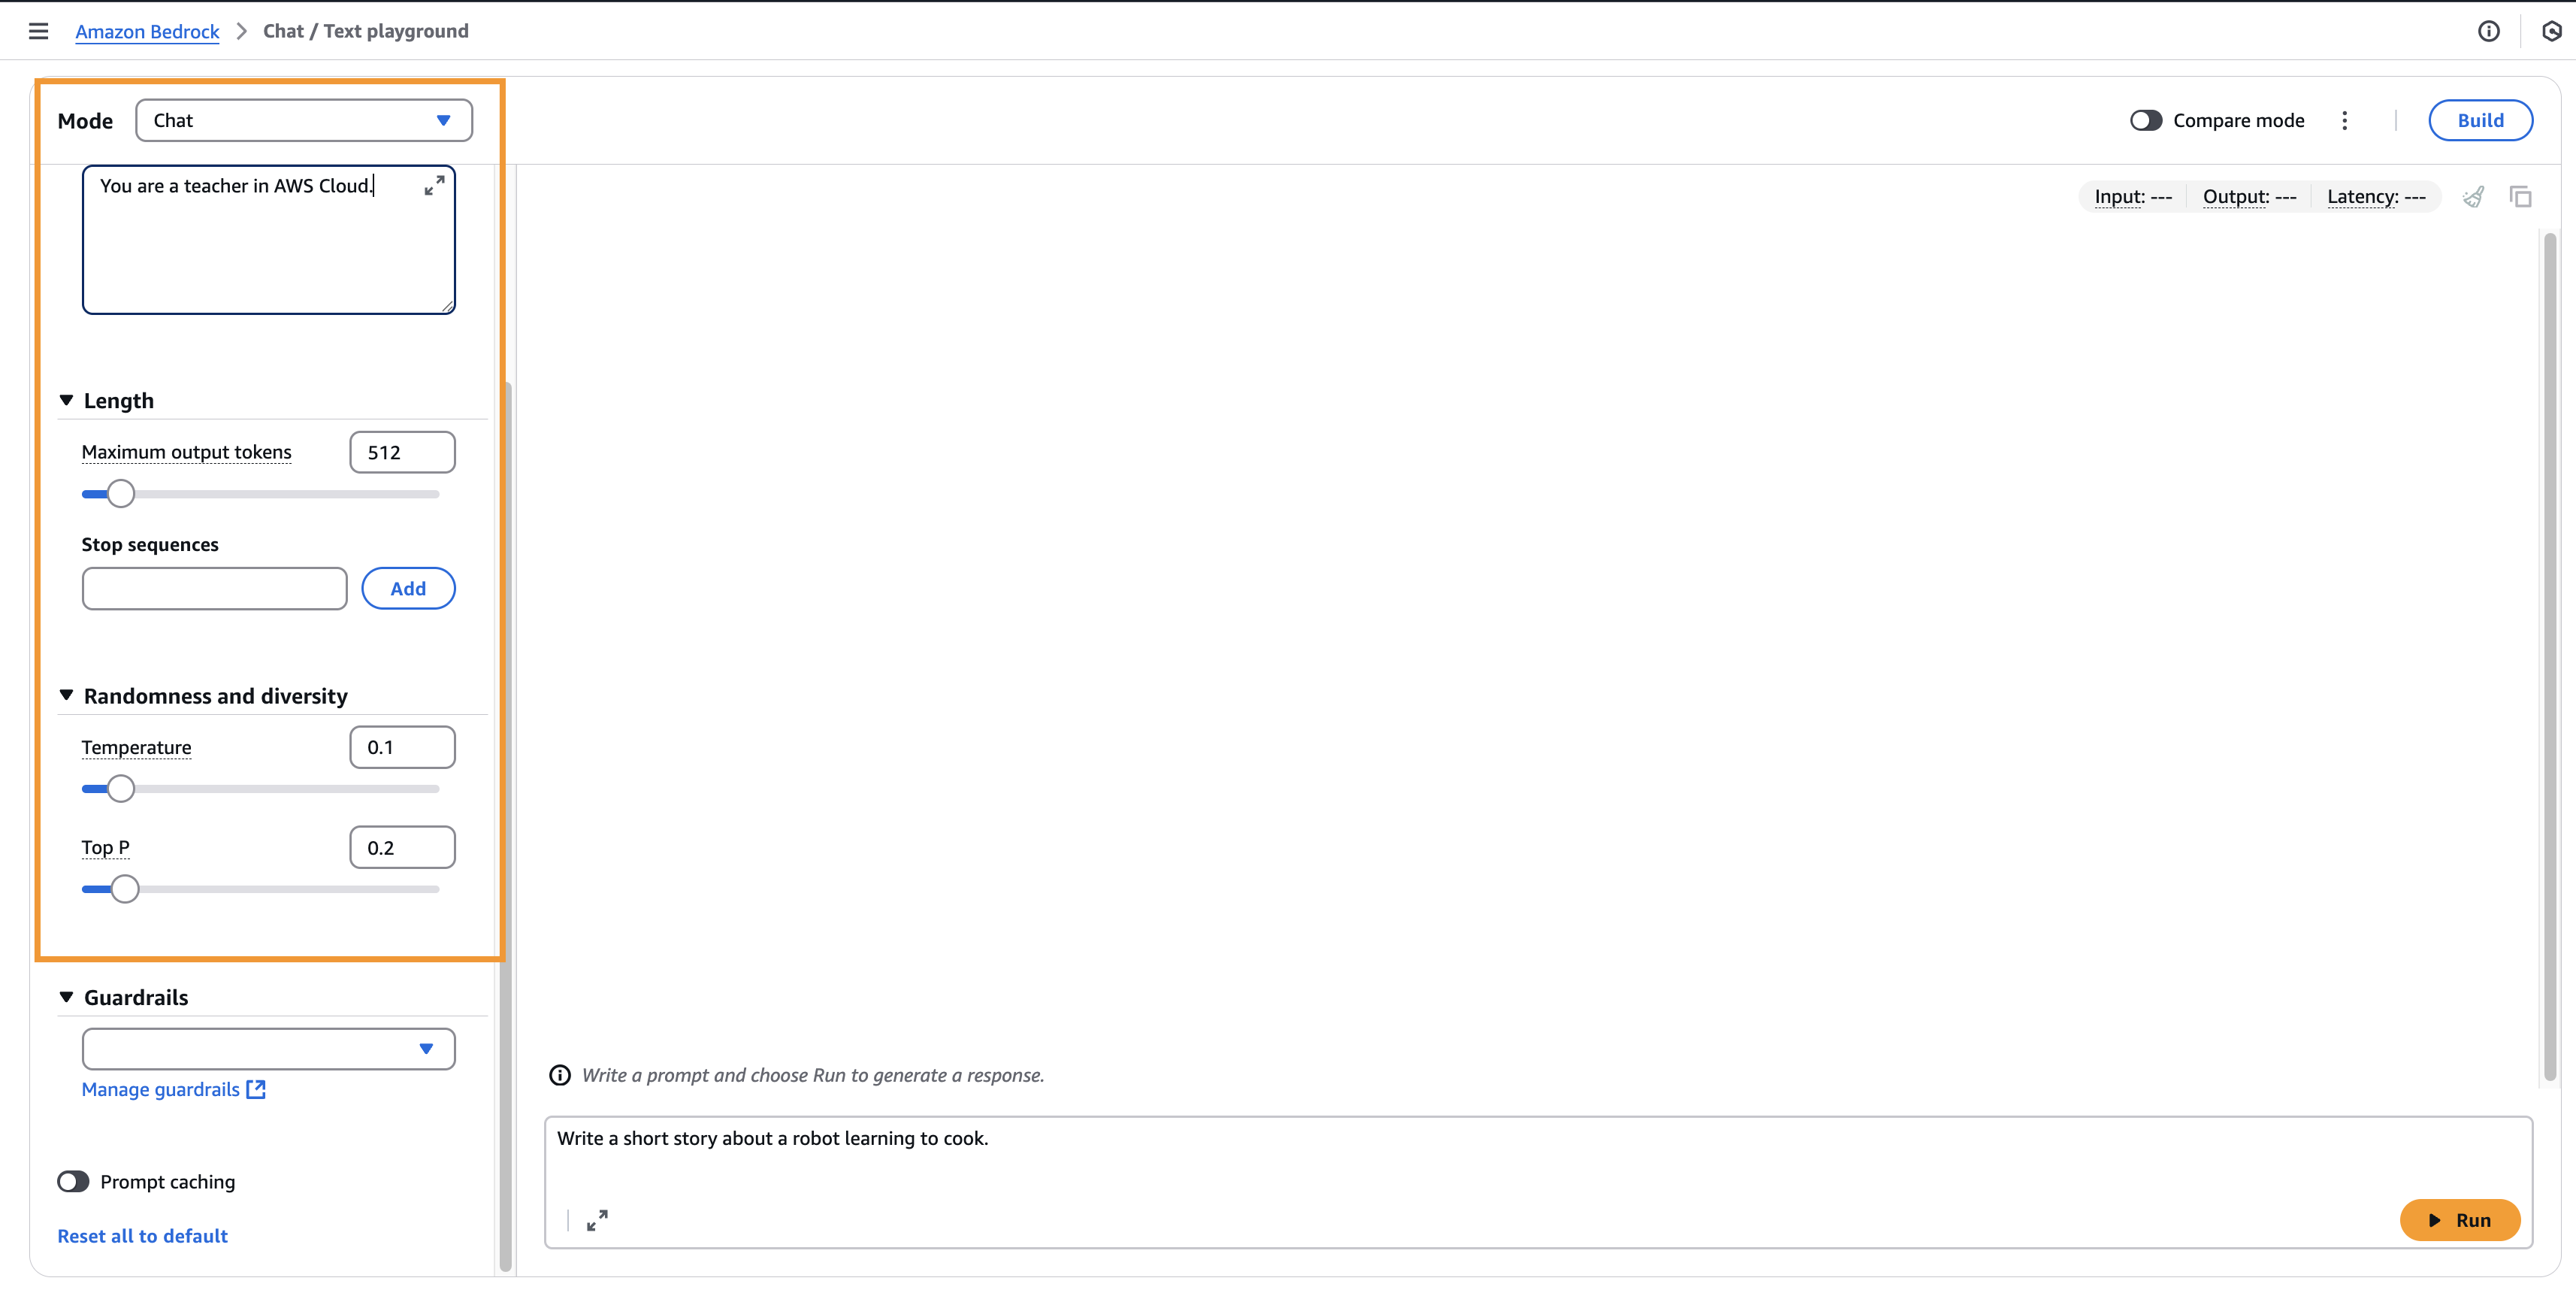 Amazon Bedrock > Chat / Text playground
Mode
Chat
Compare mode
Build
You are a teacher in AWS Cloud.
Input: ---
Output: ---
Latency: ---
Length
Maximum output tokens
512
Stop sequences
Add
Randomness and diversity
Temperature
0.1
Top P
0.2
Guardrails
Manage guardrails
Prompt caching
Reset all to default
Write a prompt and choose Run to generate a response.
Write a short story about a robot learning to cook.
Run